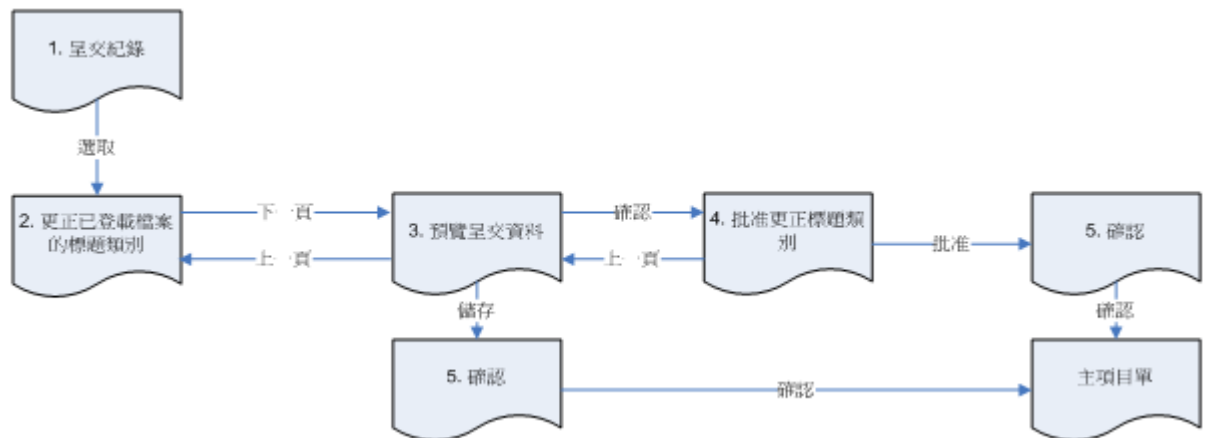 1. 呈交紀錄
選取
2. 更正已登載檔案
的標題類別
下一頁
上一頁
3. 預覽呈交資料
確認
上一頁
4. 批准更正標題類
別
批准
5. 確認
儲存
確認
5. 確認
確認
主項目單